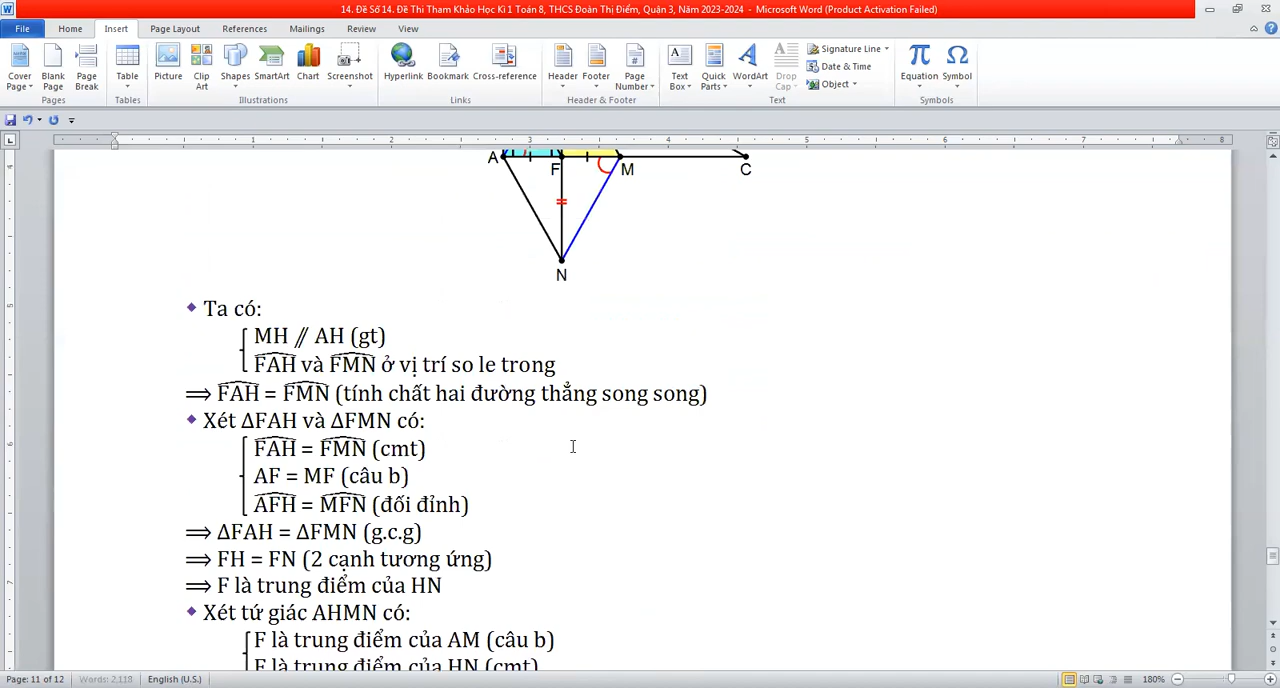 14. Đề Số 14. Đề Thi Tham Khảo Học Kì 1 Toán 8, THCS Đoàn Thị Điểm, Quận 3, Năm 2023-2024 - Microsoft Word (Product Activation Failed)
File Home Insert Page Layout References Mailings Review View
Cover Page Blank Page Page Break Table Picture Clip Art Shapes SmartArt Chart Screenshot Hyperlink Bookmark Cross-reference Header Footer Page Number Text Box Quick Parts WordArt Drop Cap Signature Line Date & Time Object Equation Symbol
Pages Tables Illustrations Links Header & Footer Text Symbols
1 2 3 4 5 6 7 8
A F M C
N
Ta có:
MH // AH (gt)
FAH và FMN ở vị trí so le trong
⟹ FAH = FMN (tính chất hai đường thẳng song song)
Xét ΔFAH và ΔFMN có:
FAH = FMN (cmt)
AF = MF (câu b)
AFH = MFN (đối đỉnh)
⟹ ΔFAH = ΔFMN (g.c.g)
⟹ FH = FN (2 cạnh tương ứng)
⟹ F là trung điểm của HN
Xét tứ giác AHMN có:
F là trung điểm của AM (câu b)
F là trung điểm của HN (cmt)
Page: 11 of 12 Words: 2,118 English (U.S.) 180%